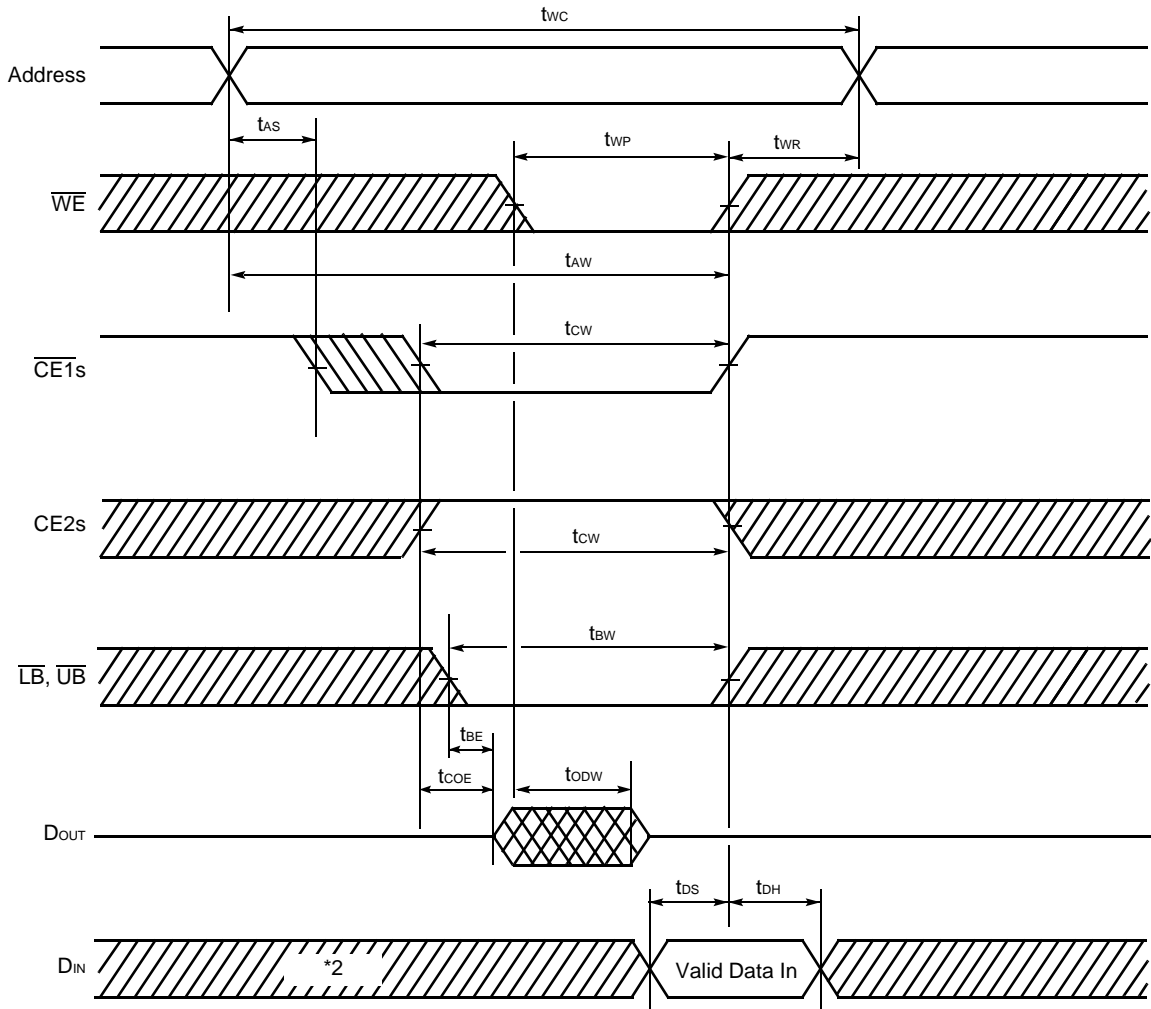 tWC
Address
tAS
tWP
tWR
WE
tAW
tCW
CE1s
CE2s
tCW
tBW
LB, UB
tBE
tCOE
tODW
DOUT
tDS
tDH
DIN
*2
Valid Data In